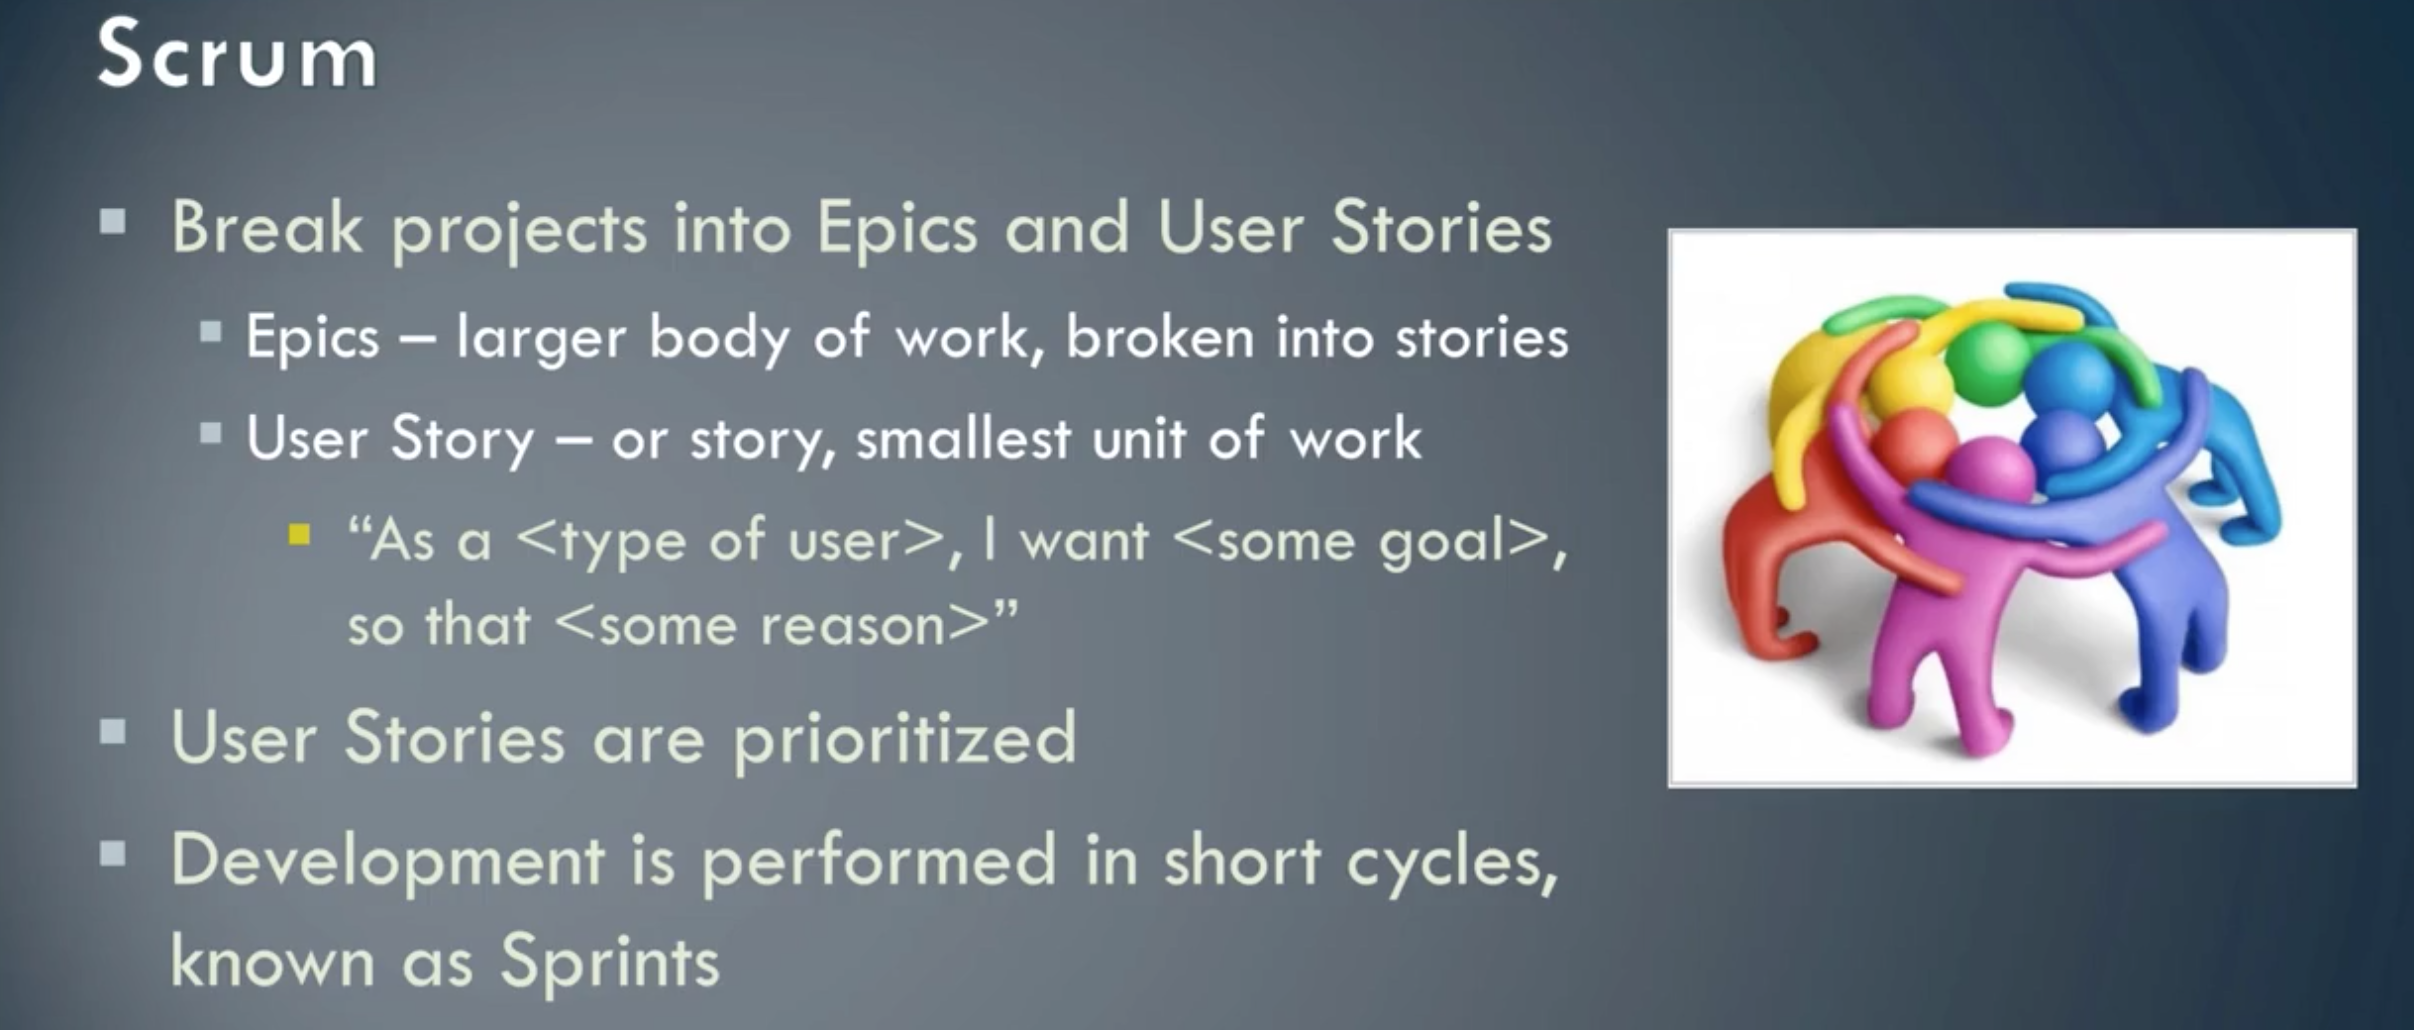 Scrum
Break projects into Epics and User Stories
Epics – larger body of work, broken into stories
User Story – or story, smallest unit of work
“As a <type of user>, I want <some goal>,
so that <some reason>”
User Stories are prioritized
Development is performed in short cycles,
known as Sprints